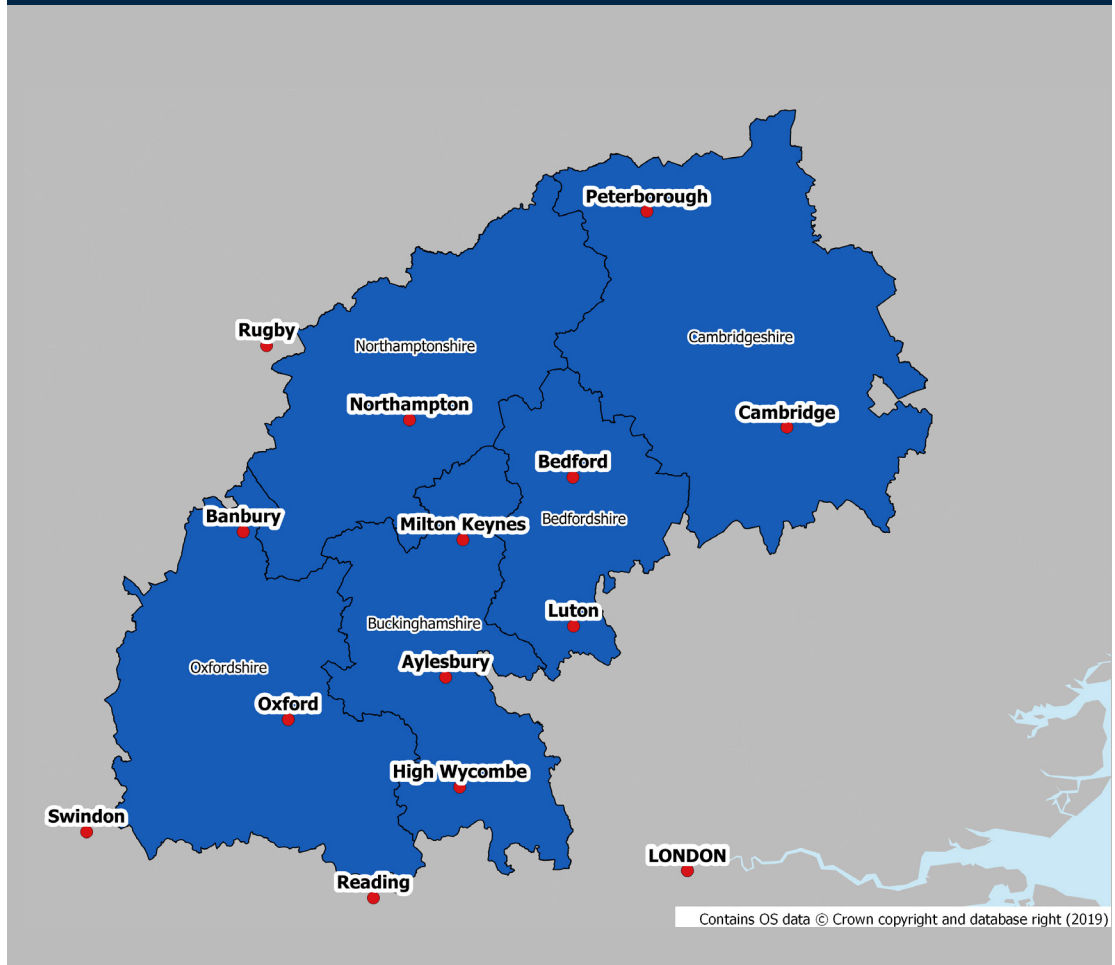 Peterborough
Rugby
Northamptonshire
Cambridgeshire
Northampton
Cambridge
Bedford
Banbury
Milton Keynes
Bedfordshire
Luton
Buckinghamshire
Aylesbury
Oxfordshire
Oxford
High Wycombe
Swindon
LONDON
Reading
Contains OS data © Crown copyright and database right (2019)